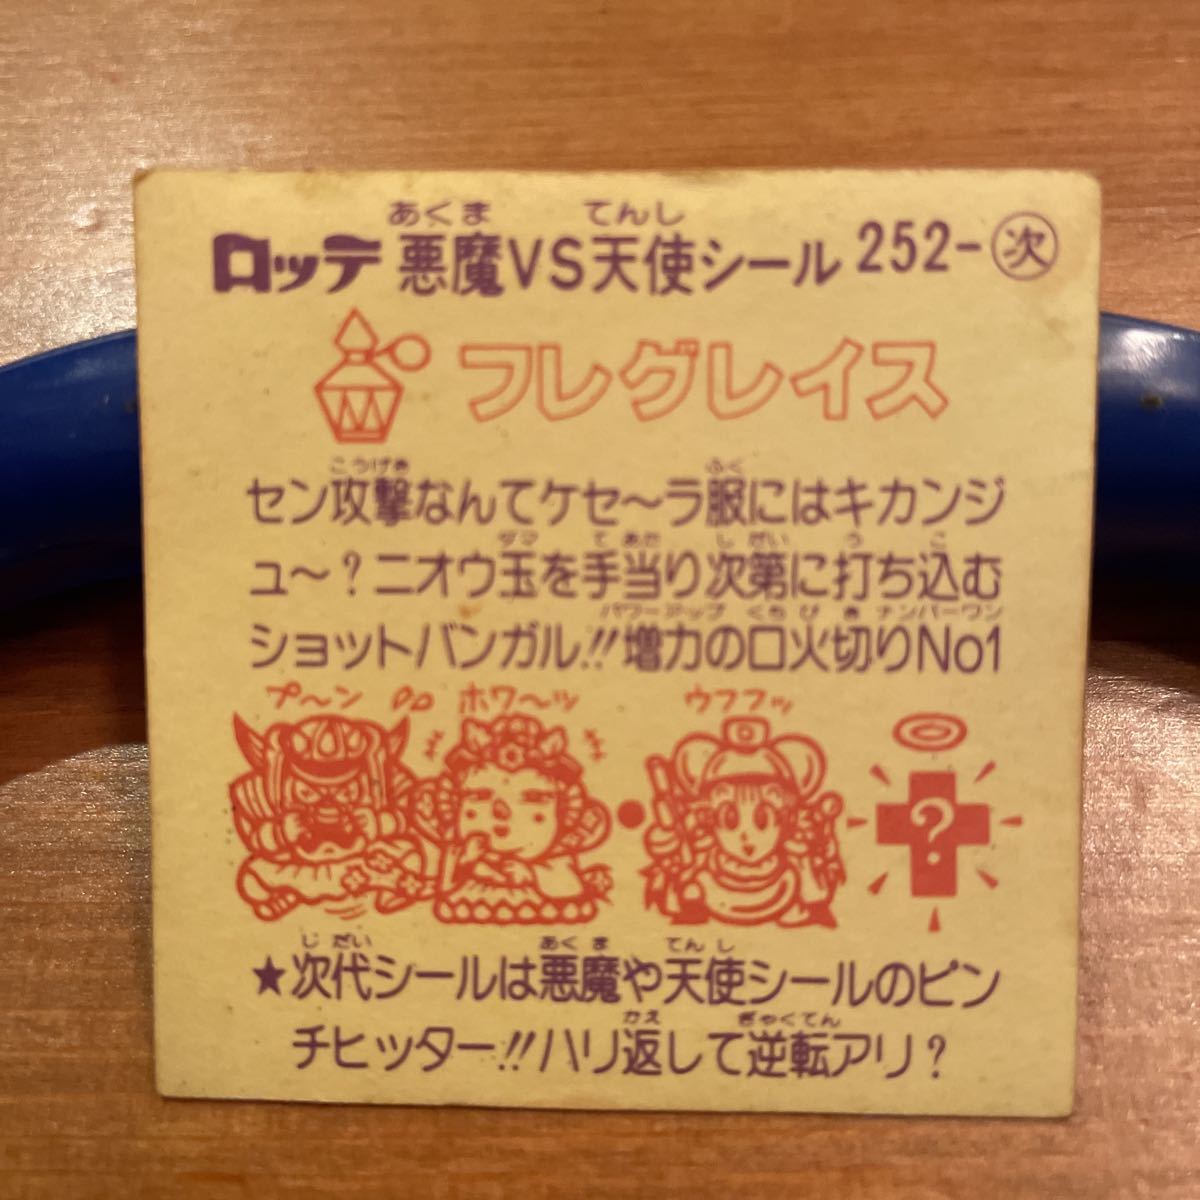 あくま てんし
ロッテ 悪魔VS天使シール 252-次
フレグレイス
こうげき ふく
セン攻撃なんてケセ〜ラ服にはキカンジ
ダマ て あた しだい う こ
ュ〜？ニオウ玉を手当り次第に打ち込む
パワーアップ くちびき ナンバーワン
ショットバンガル!!増力の口火切りNo1
プ〜ン ホワ〜ッ ウフフッ
?
じだい あくま てんし
★次代シールは悪魔や天使シールのピン
かえ ぎゃくてん
チヒッター!!ハリ返して逆転アリ？